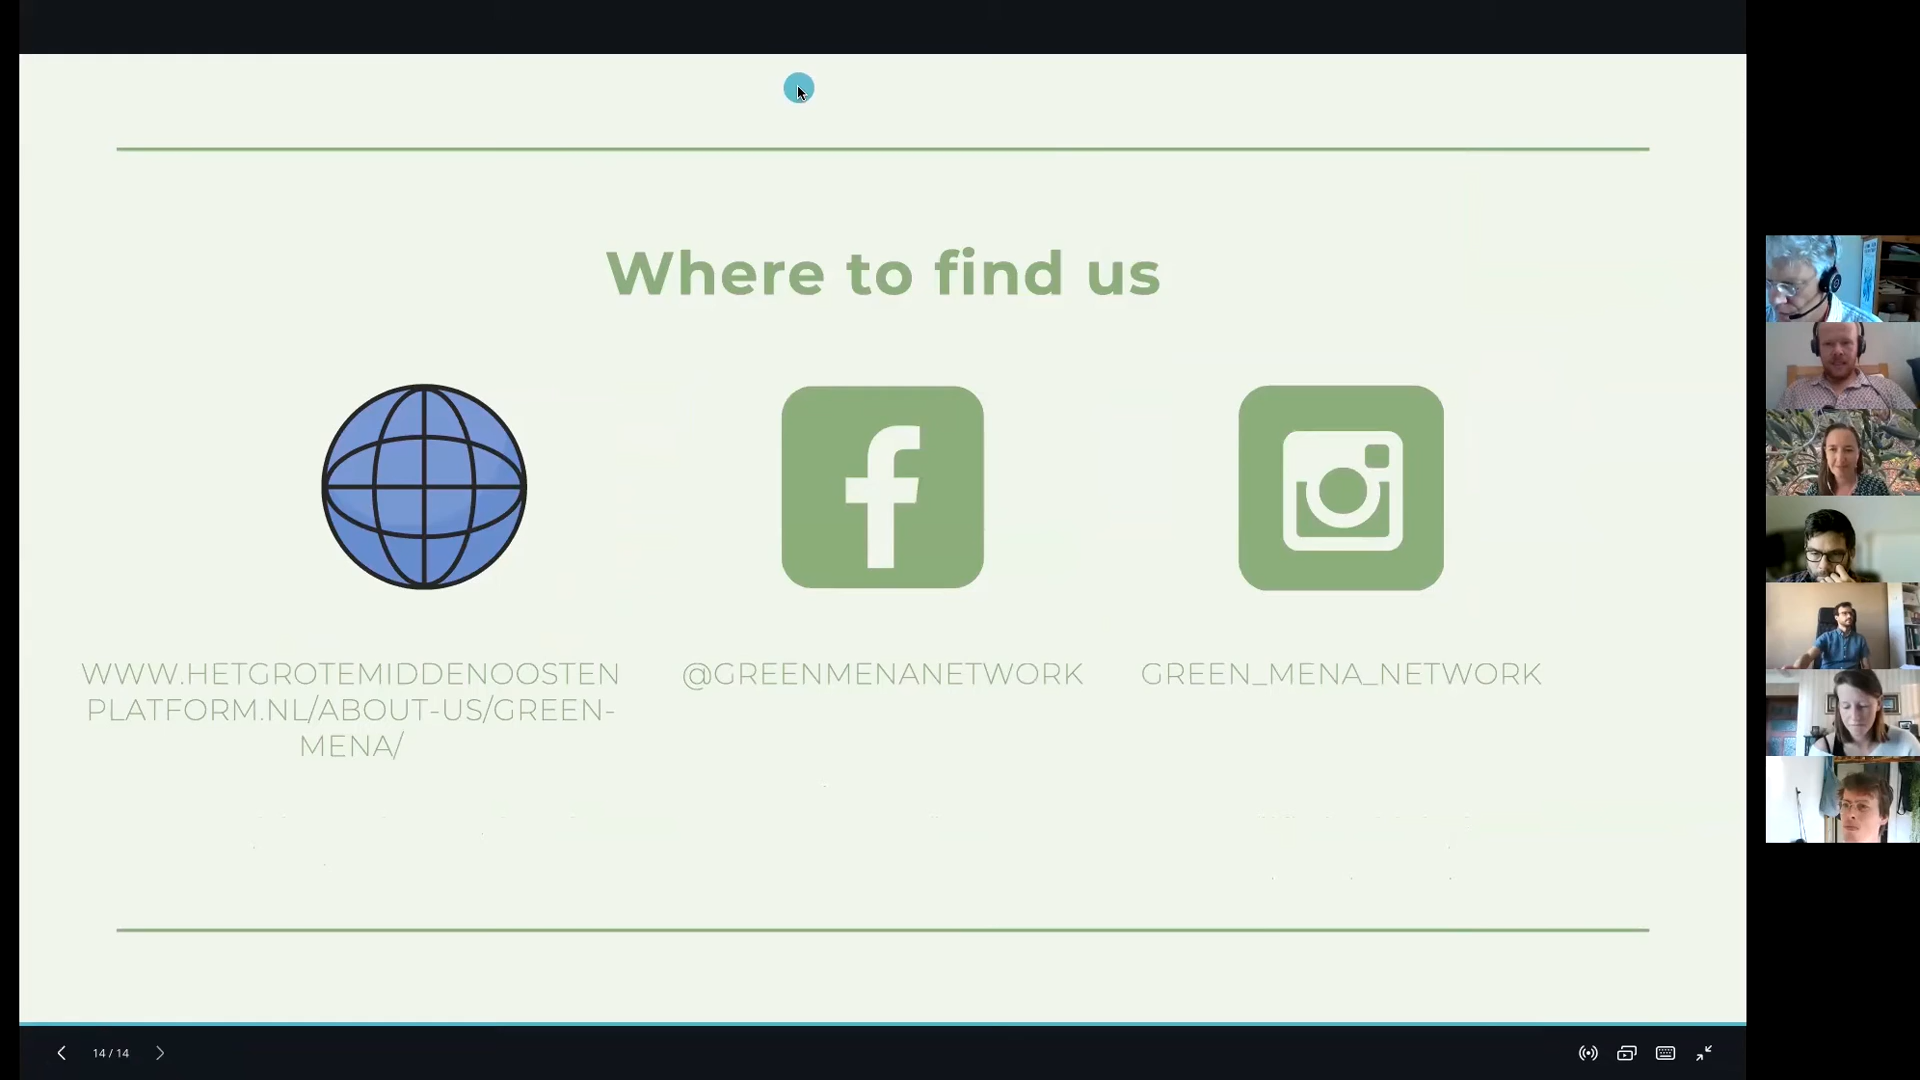 Where to find us
WWW.HETGROTEMIDDENOOSTEN
PLATFORM.NL/ABOUT-US/GREEN-
MENA/
@GREENMENANETWORK
GREEN_MENA_NETWORK
14 / 14